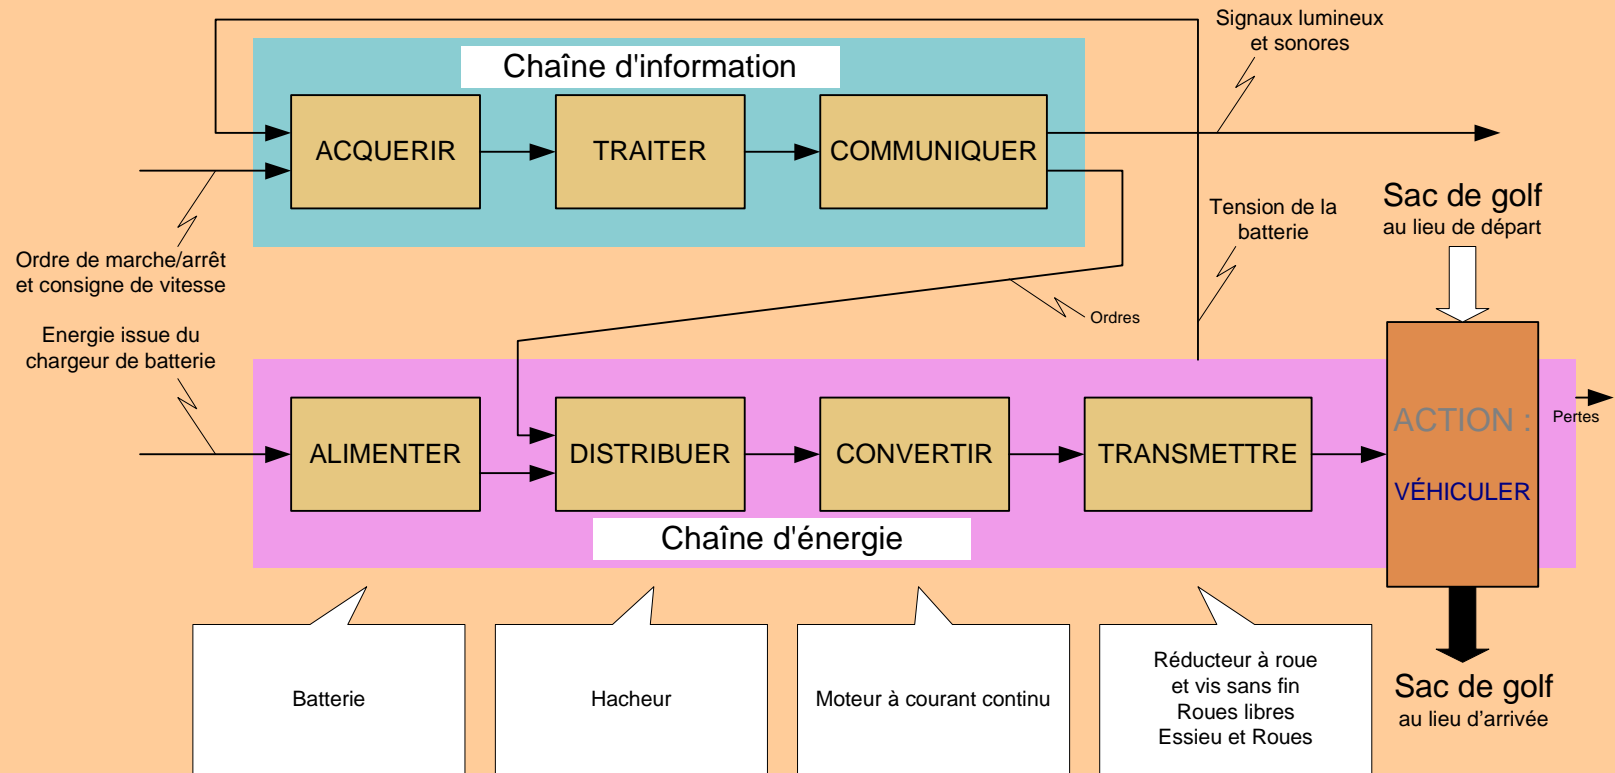 Signaux lumineux
et sonores
Chaîne d'information
ACQUERIR
TRAITER
COMMUNIQUER
Ordre de marche/arrêt
et consigne de vitesse
Tension de la
batterie
Sac de golf
au lieu de départ
Ordres
Energie issue du
chargeur de batterie
ALIMENTER
DISTRIBUER
CONVERTIR
TRANSMETTRE
ACTION :
VÉHICULER
Pertes
Chaîne d'énergie
Batterie
Hacheur
Moteur à courant continu
Réducteur à roue
et vis sans fin
Roues libres
Essieu et Roues
Sac de golf
au lieu d'arrivée